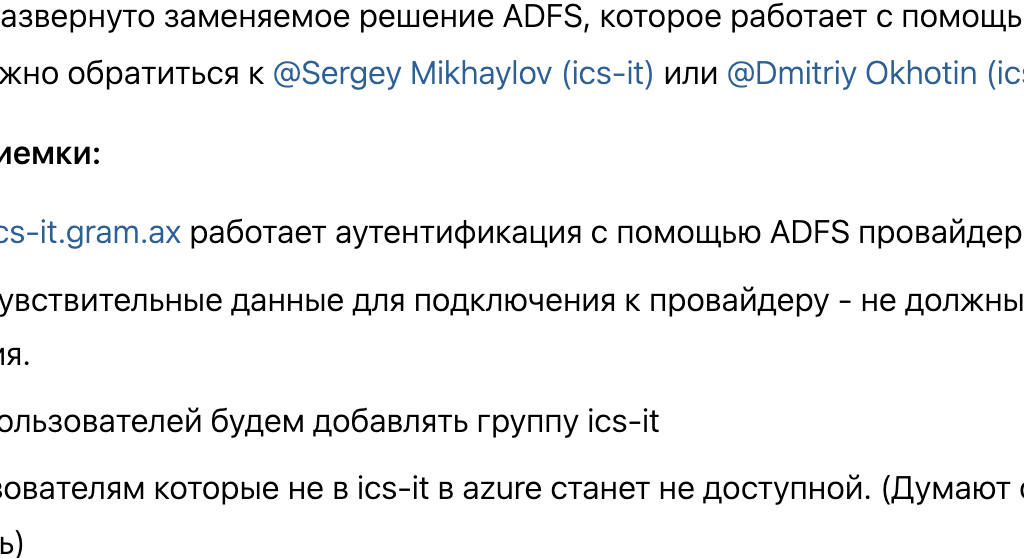 азвернуто заменяемое решение ADFS, которое работает с помощь
жно обратиться к @Sergey Mikhaylov (ics-it) или @Dmitriy Okhotin (ics
иемки:
cs-it.gram.ax работает аутентификация с помощью ADFS провайдер
увствительные данные для подключения к провайдеру - не должны
ия.
ользователей будем добавлять группу ics-it
зователям которые не в ics-it в azure станет не доступной. (Думают
ь)